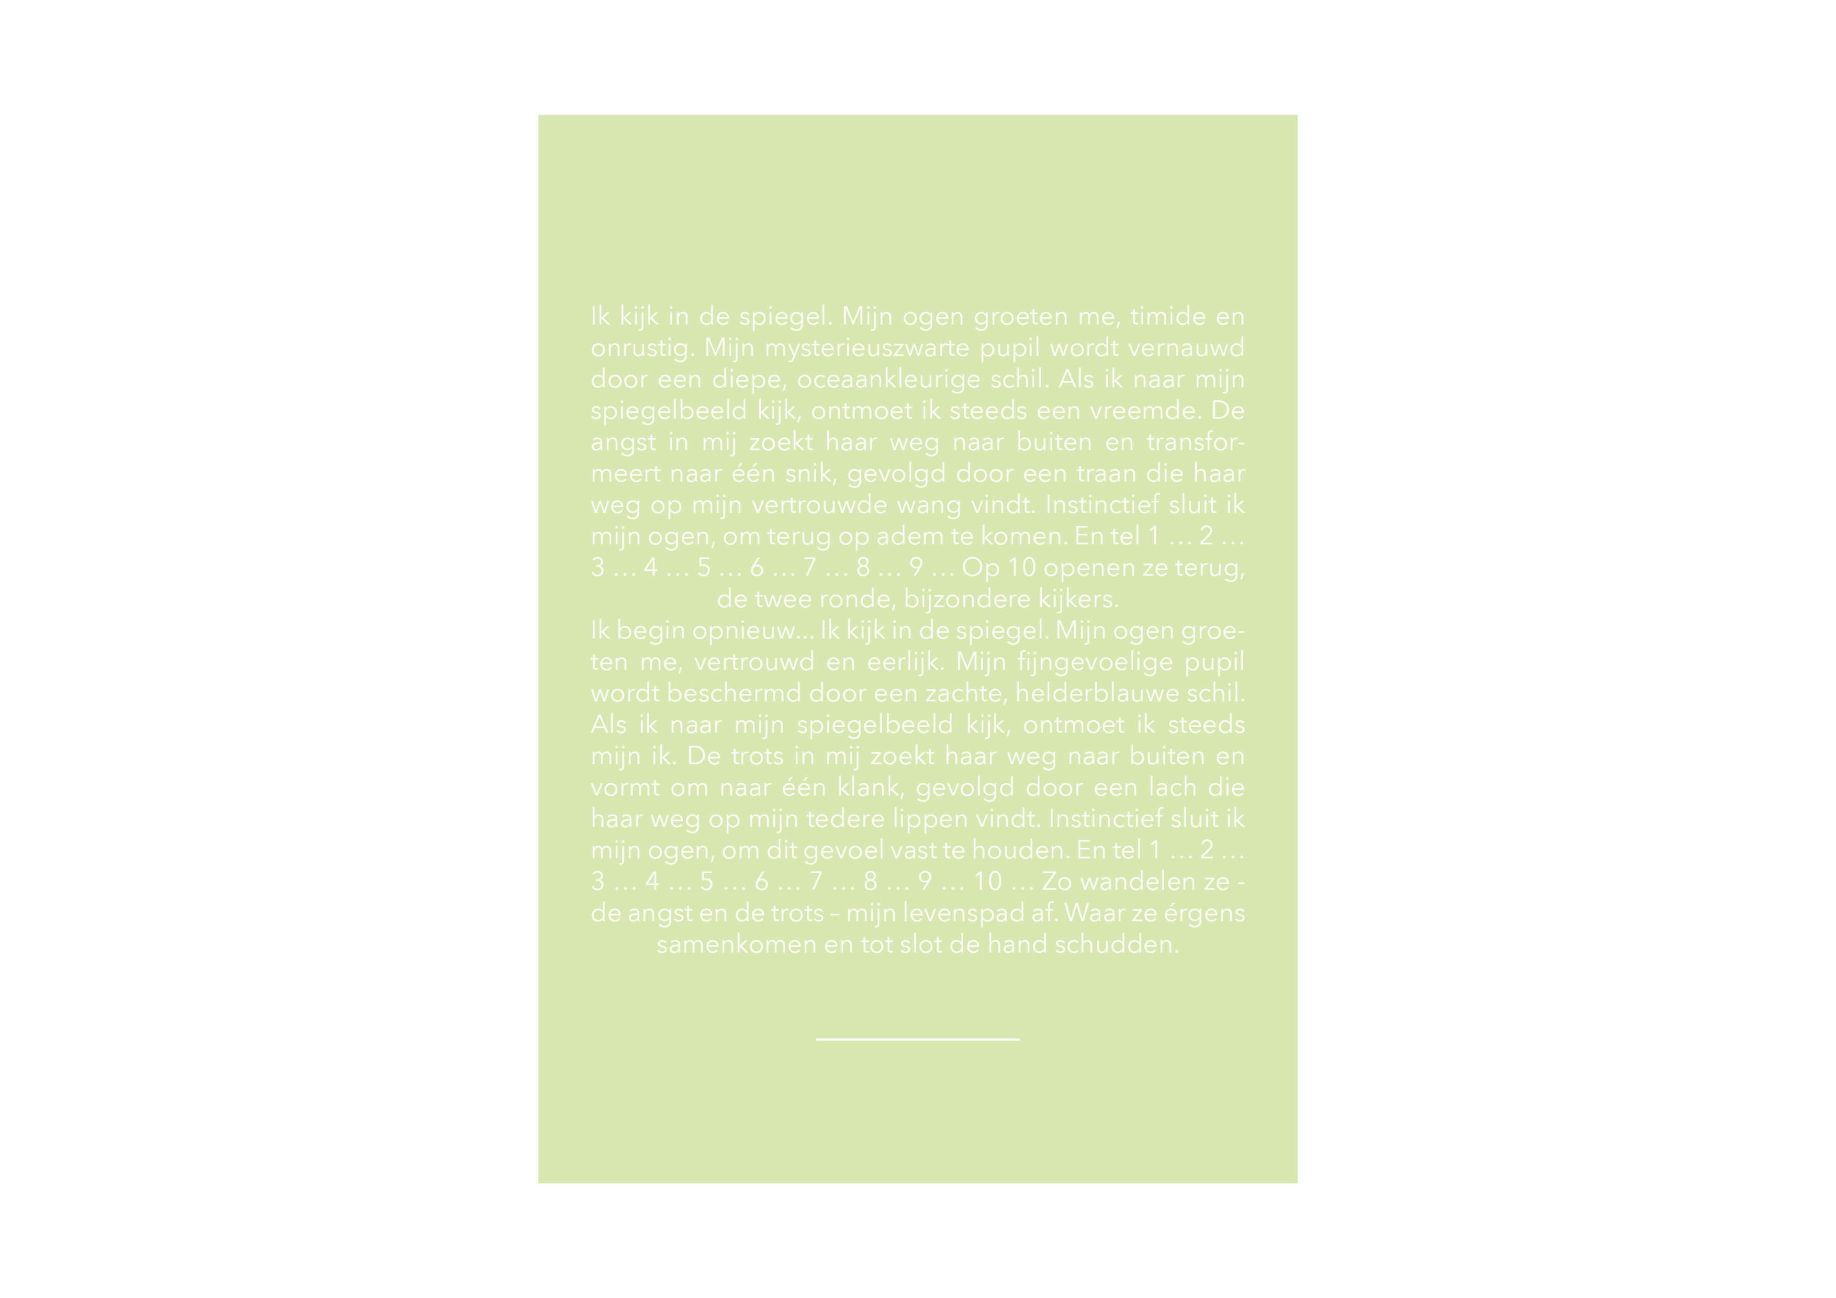 Ik kijk in de spiegel. Mijn ogen groeten me, timide en
onrustig. Mijn mysterieuszwarte pupil wordt vernauwd
door een diepe, oceaankleurige schil. Als ik naar mijn
spiegelbeeld kijk, ontmoet ik steeds een vreemde. De
angst in mij zoekt haar weg naar buiten en transfor-
meert naar één snik, gevolgd door een traan die haar
weg op mijn vertrouwde wang vindt. Instinctief sluit ik
mijn ogen, om terug op adem te komen. En tel 1 … 2 …
3 … 4 … 5 … 6 … 7 … 8 … 9 … Op 10 openen ze terug,
de twee ronde, bijzondere kijkers.
Ik begin opnieuw... Ik kijk in de spiegel. Mijn ogen groe-
ten me, vertrouwd en eerlijk. Mijn fijngevoelige pupil
wordt beschermd door een zachte, helderblauwe schil.
Als ik naar mijn spiegelbeeld kijk, ontmoet ik steeds
mijn ik. De trots in mij zoekt haar weg naar buiten en
vormt om naar één klank, gevolgd door een lach die
haar weg op mijn tedere lippen vindt. Instinctief sluit ik
mijn ogen, om dit gevoel vast te houden. En tel 1 … 2 …
3 … 4 … 5 … 6 … 7 … 8 … 9 … 10 … Zo wandelen ze -
de angst en de trots – mijn levenspad af. Waar ze érgens
samenkomen en tot slot de hand schudden.